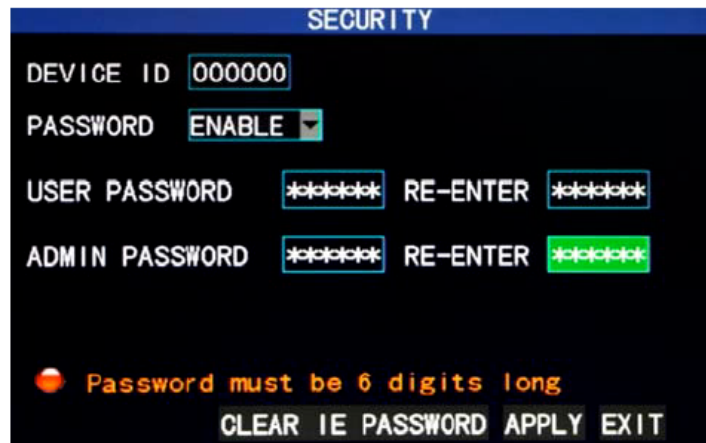 SECURITY
DEVICE ID 000000
PASSWORD ENABLE
USER PASSWORD ****** RE-ENTER ******
ADMIN PASSWORD ****** RE-ENTER ******
Password must be 6 digits long
CLEAR IE PASSWORD APPLY EXIT